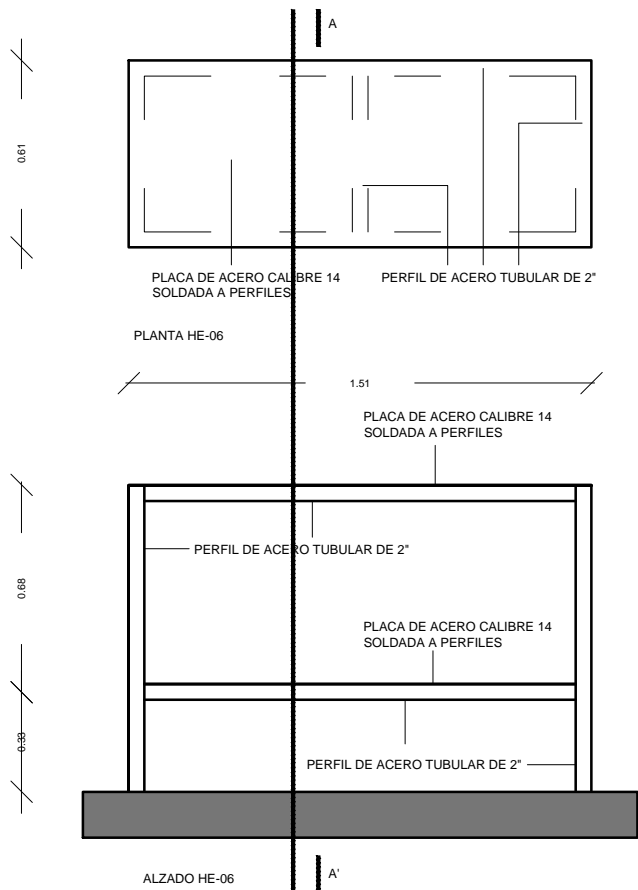 A
0.61
PLACA DE ACERO CALIBRE 14
SOLDADA A PERFILES
PERFIL DE ACERO TUBULAR DE 2"
PLANTA HE-06
1.51
PLACA DE ACERO CALIBRE 14
SOLDADA A PERFILES
PERFIL DE ACERO TUBULAR DE 2"
0.68
PLACA DE ACERO CALIBRE 14
SOLDADA A PERFILES
0.33
PERFIL DE ACERO TUBULAR DE 2"
ALZADO HE-06
A'